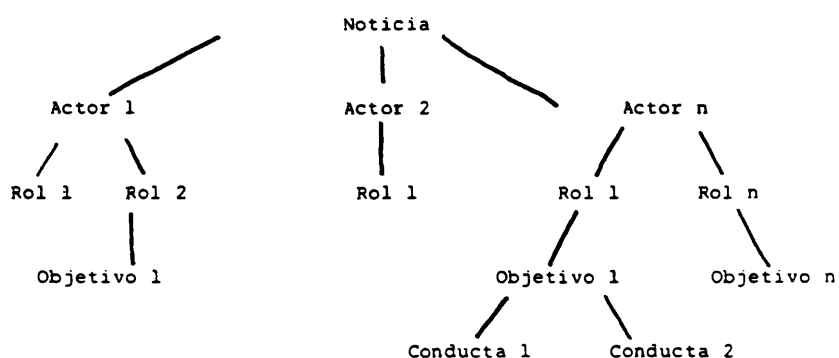 Noticia
Actor 1 Actor 2 Actor n
Rol 1 Rol 2 Rol 1 Rol 1 Rol n
Objetivo 1 Objetivo 1 Objetivo n
Conducta 1 Conducta 2